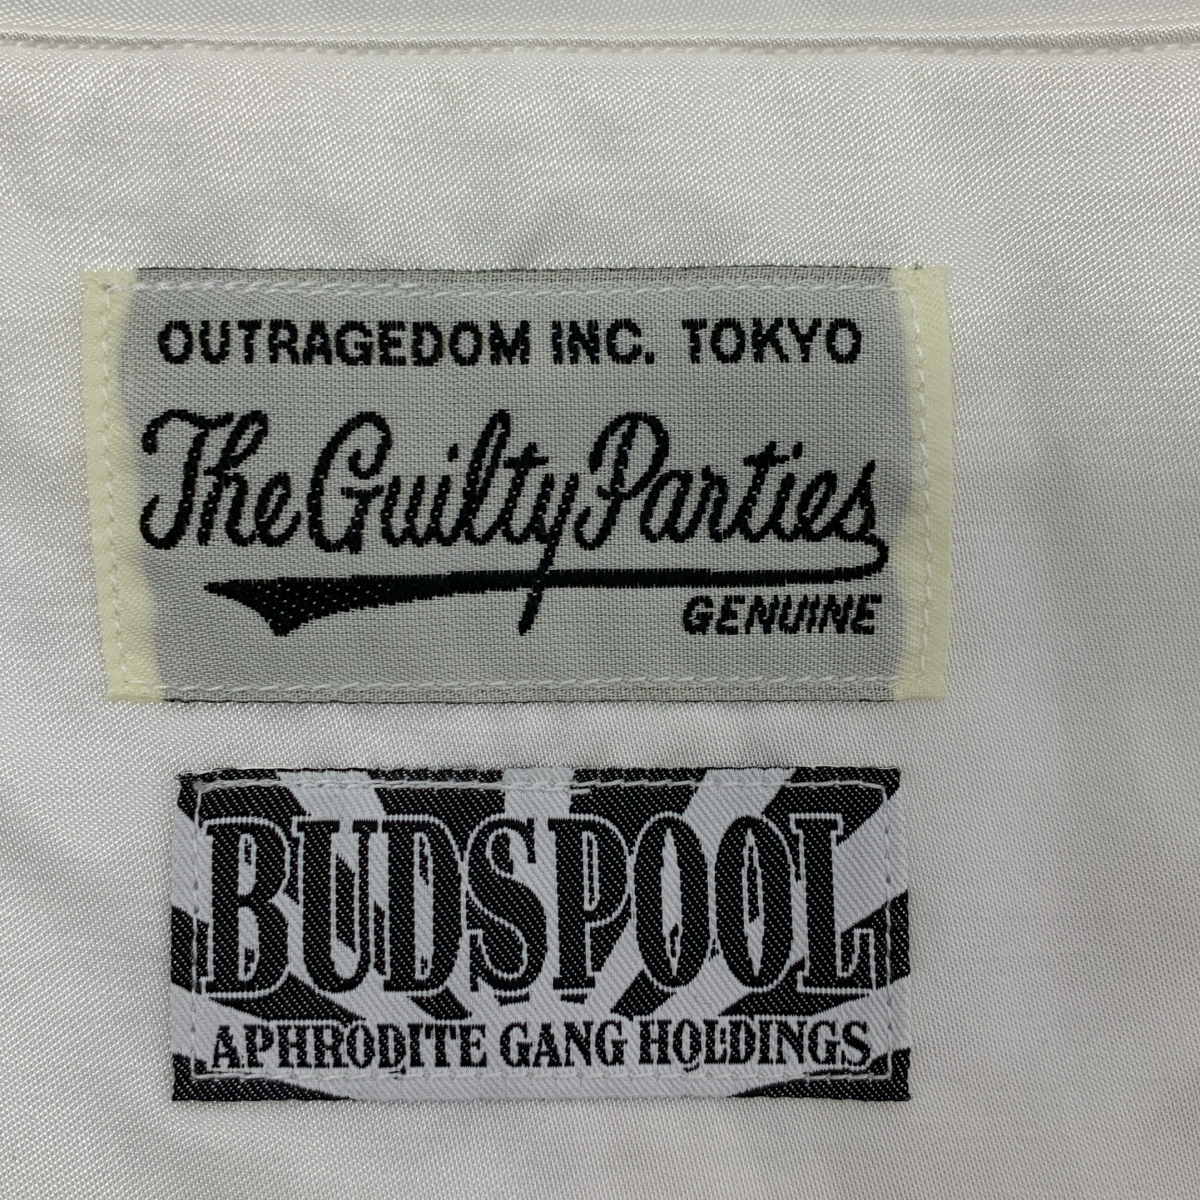 OUTRAGEDOM INC. TOKYO
The Guilty Parties
GENUINE
BUDSPOOL
APHRODITE GANG HOLDINGS